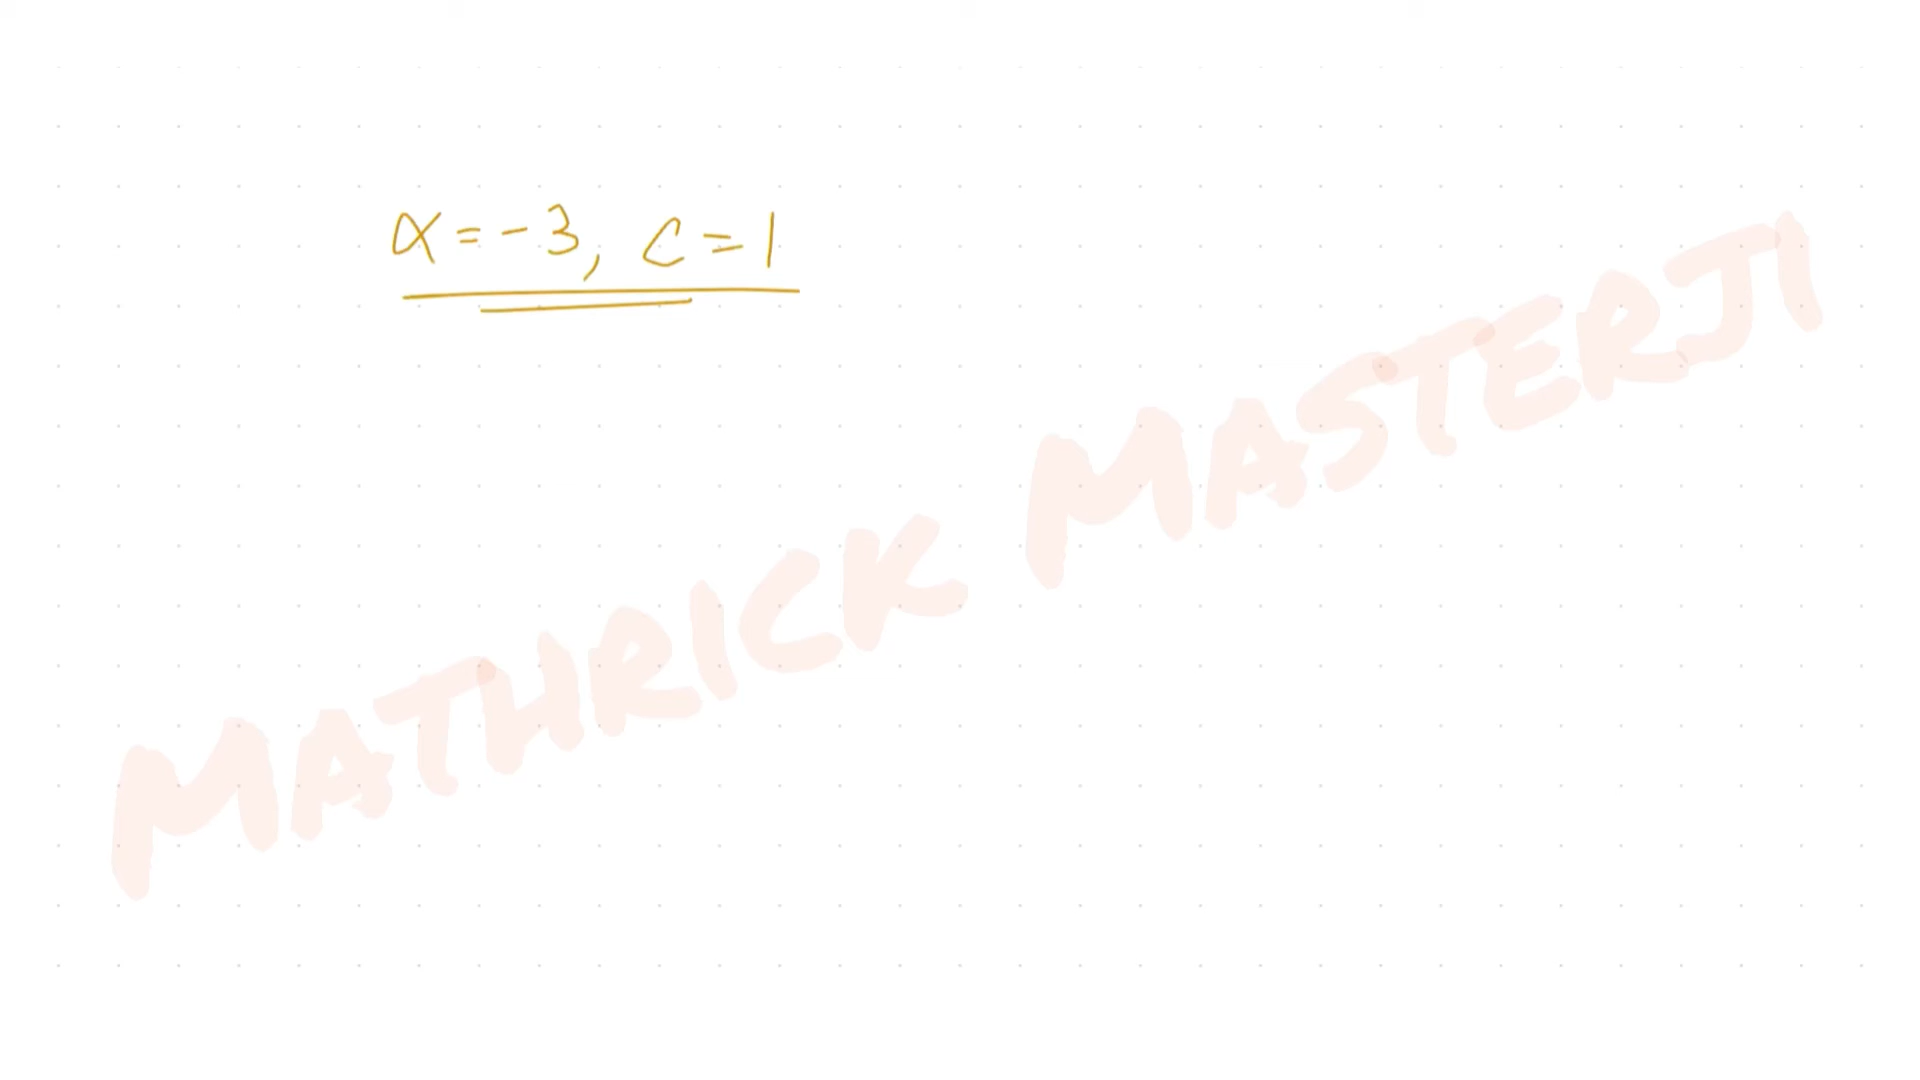 α = -3, c = 1
MATHRICK MASTERJI